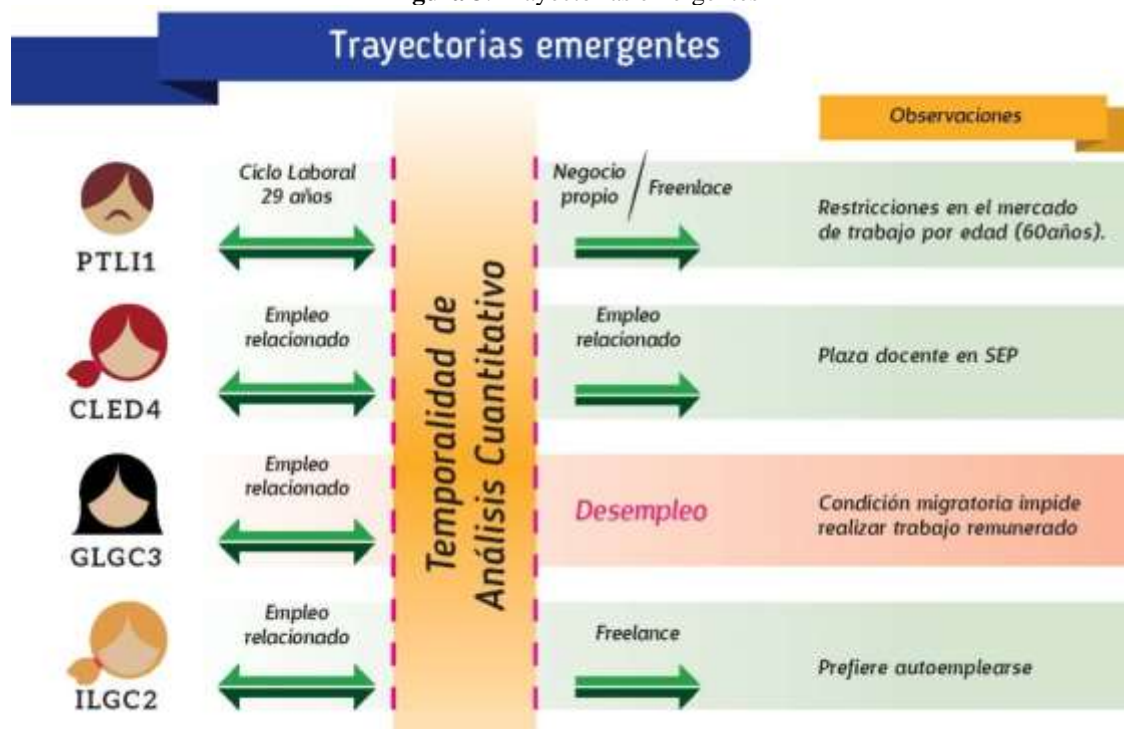 Trayectorias emergentes
Observaciones
Ciclo Laboral
29 años
Negocio
propio / Freenlace
Restricciones en el mercado
de trabajo por edad (60años).
PTLI1
Temporalidad de
Análisis Cuantitativo
Empleo
relacionado
Empleo
relacionado
Plaza docente en SEP
CLED4
Empleo
relacionado
Desempleo
Condición migratoria impide
realizar trabajo remunerado
GLGC3
Empleo
relacionado
Freelance
Prefiere autoemplearse
ILGC2